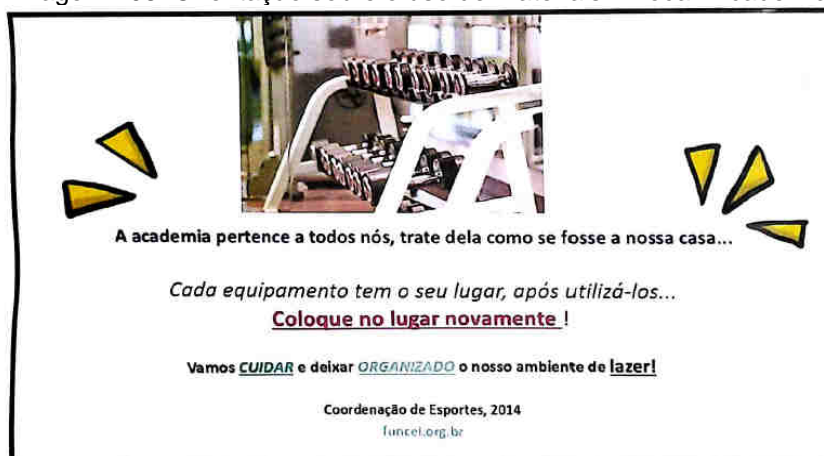 A academia pertence a todos nós, trate dela como se fosse a nossa casa...
Cada equipamento tem o seu lugar, após utilizá-los...
Coloque no lugar novamente !
Vamos CUIDAR e deixar ORGANIZADO o nosso ambiente de lazer!
Coordenação de Esportes, 2014
funcel.org.br